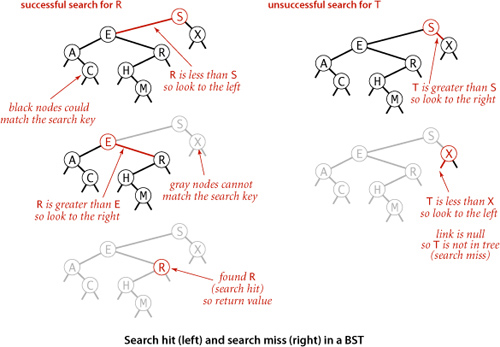 successful search for R
S
E
X
A
R
C
H
M
R is less than S
so look to the left
black nodes could
match the search key
S
E
X
A
R
C
H
M
R is greater than E
so look to the right
gray nodes cannot
match the search key
S
E
X
A
R
C
H
M
found R
(search hit)
so return value
unsuccessful search for T
S
E
X
A
R
C
H
M
T is greater than S
so look to the right
S
E
X
A
R
C
H
M
T is less than X
so look to the left
link is null
so T is not in tree
(search miss)
Search hit (left) and search miss (right) in a BST